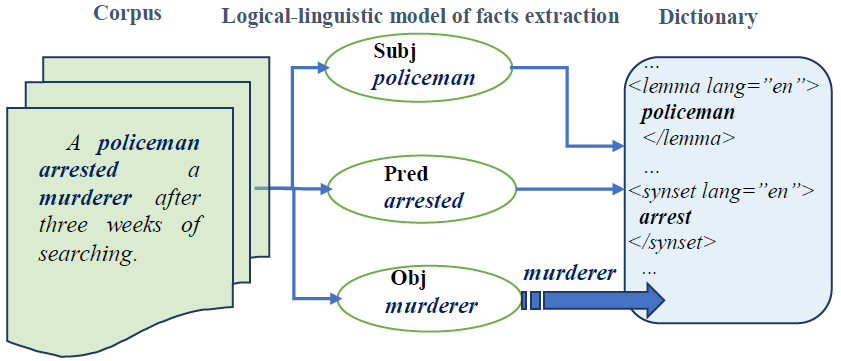 Corpus
Logical-linguistic model of facts extraction
Dictionary
A policeman
arrested a
murderer after
three weeks of
searching.
Subj
policeman
Pred
arrested
Obj
murderer
murderer
...
<lemma lang=”en”>
policeman
</lemma>
...
<synset lang=”en”>
arrest
</synset>
...